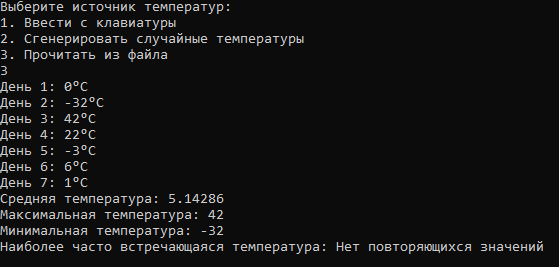 Выберите источник температур:
1. Ввести с клавиатуры
2. Сгенерировать случайные температуры
3. Прочитать из файла
3
День 1: 0°C
День 2: -32°C
День 3: 42°C
День 4: 22°C
День 5: -3°C
День 6: 6°C
День 7: 1°C
Средняя температура: 5.14286
Максимальная температура: 42
Минимальная температура: -32
Наиболее часто встречающаяся температура: Нет повторяющихся значений